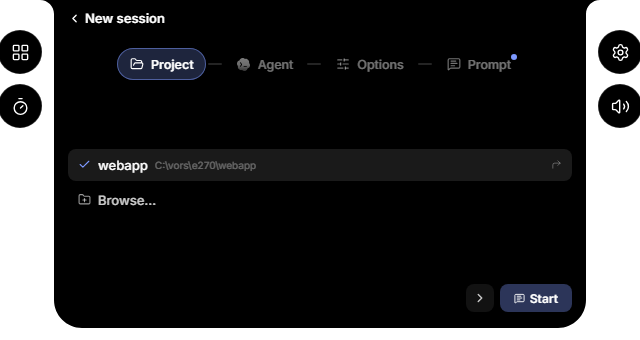 New session
Project
Agent
Options
Prompt
webapp C:\vors\e270\webapp
Browse...
Start